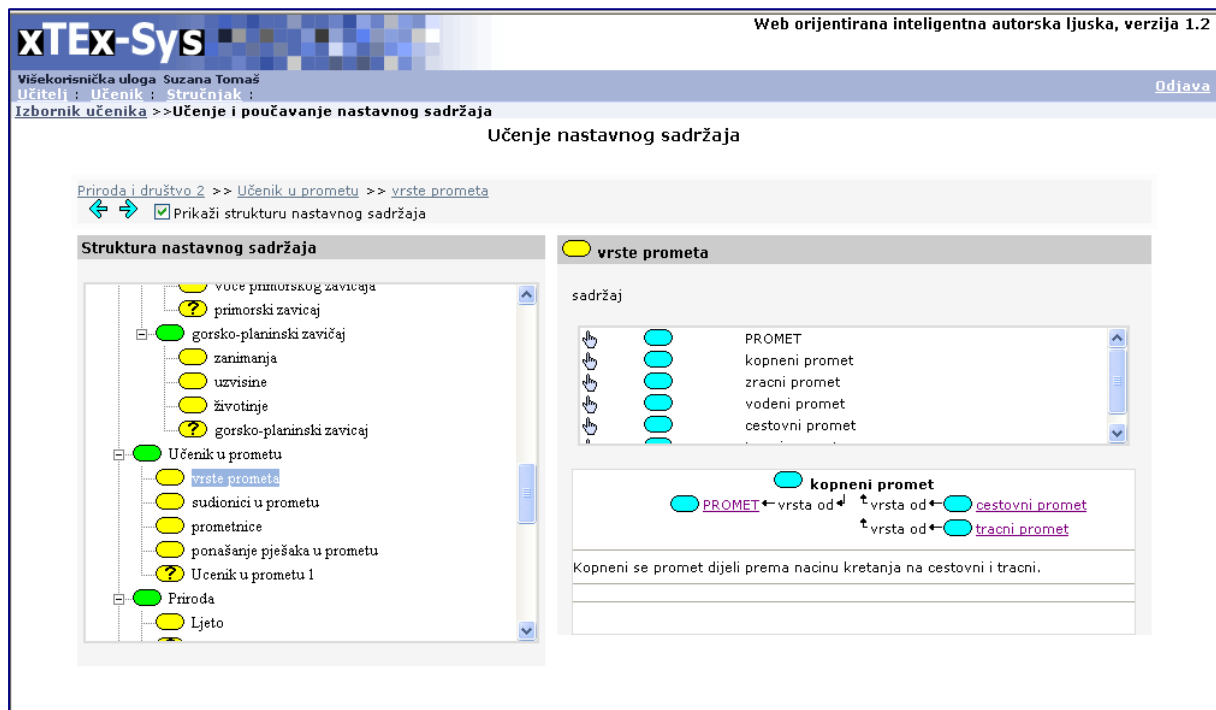 xTEx-Sys
Web orijentirana inteligentna autorska ljuska, verzija 1.2
Višekorisnička uloga Suzana Tomaš
Učitelj : Učenik : Stručnjak :
Odjava
Izbornik učenika >>Učenje i poučavanje nastavnog sadržaja
Učenje nastavnog sadržaja
Priroda i društvo 2 >> Učenik u prometu >> vrste prometa
Prikaži strukturu nastavnog sadržaja
Struktura nastavnog sadržaja
voće primorskog zavičaja
? primorski zavicaj
gorsko-planinski zavičaj
zanimanja
uzvisine
životinje
? gorsko-planinski zavicaj
Učenik u prometu
vrste prometa
sudionici u prometu
prometnice
ponašanje pješaka u prometu
? Ucenik u prometu 1
Priroda
Ljeto
vrste prometa
sadržaj
PROMET
kopneni promet
zracni promet
vodeni promet
cestovni promet
kopneni promet
PROMET vrsta od vrsta od cestovni promet
vrsta od tracni promet
Kopneni se promet dijeli prema nacinu kretanja na cestovni i tracni.